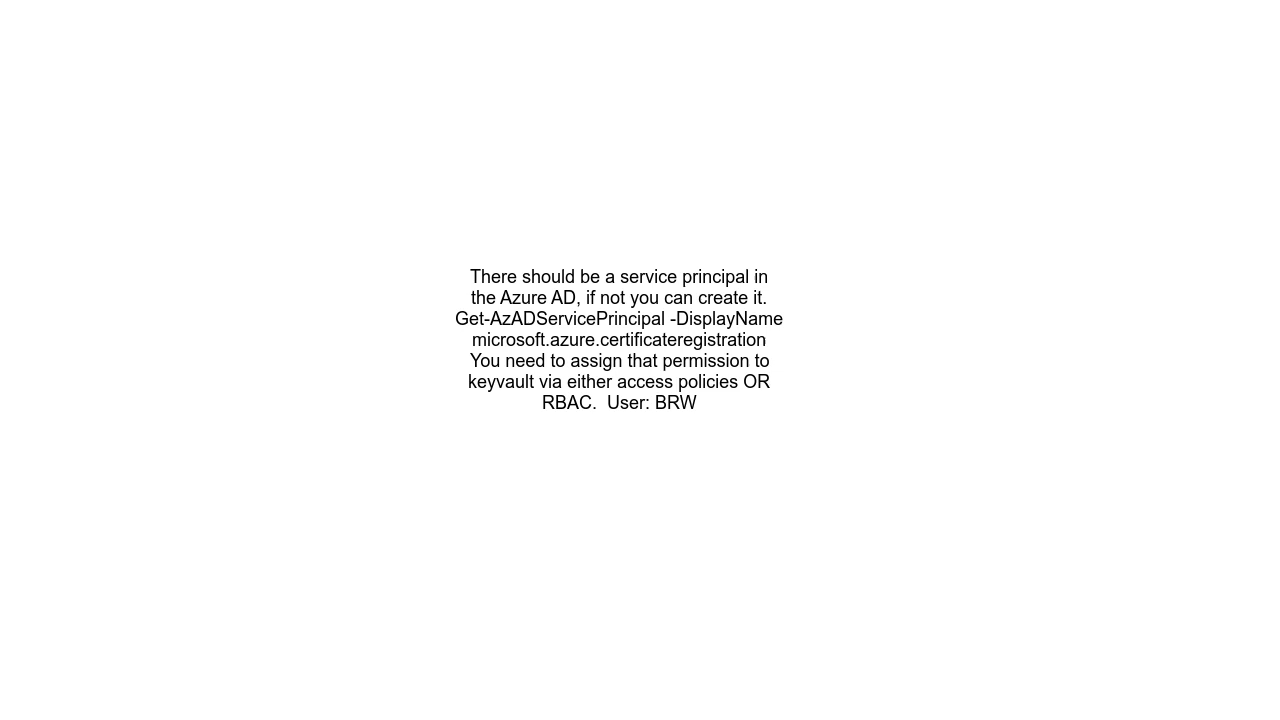 There should be a service principal in
the Azure AD, if not you can create it.
Get-AzADServicePrincipal -DisplayName
microsoft.azure.certificateregistration
You need to assign that permission to
keyvault via either access policies OR
RBAC.  User: BRW